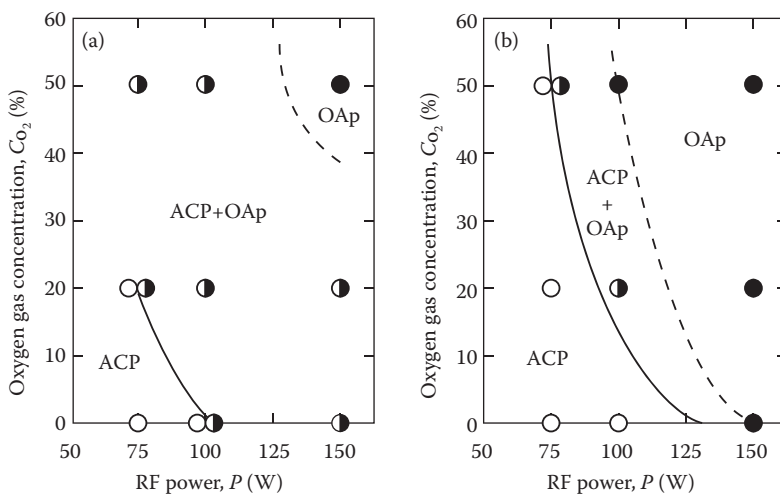 (a)
Oxygen gas concentration, Co₂ (%)
60
50
40
30
20
10
0
OAp
ACP+OAp
ACP
50 75 100 125 150
RF power, P (W)
(b)
Oxygen gas concentration, Co₂ (%)
60
50
40
30
20
10
0
OAp
ACP
+
OAp
ACP
50 75 100 125 150
RF power, P (W)